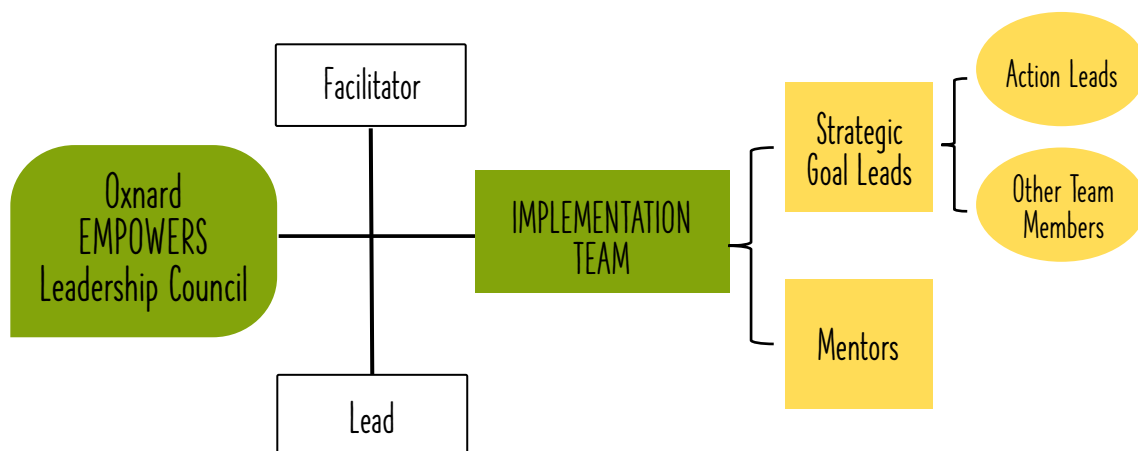 Facilitator
Oxnard
EMPOWERS
Leadership Council
Lead
IMPLEMENTATION
TEAM
Strategic
Goal Leads
Mentors
Action Leads
Other Team
Members